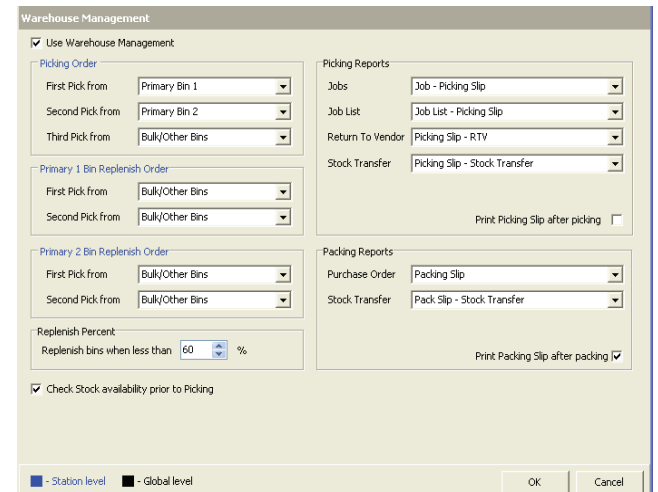 Warehouse Management
Use Warehouse Management
Picking Order
First Pick from Primary Bin 1
Second Pick from Primary Bin 2
Third Pick from Bulk/Other Bins
Primary 1 Bin Replenish Order
First Pick from Bulk/Other Bins
Second Pick from Bulk/Other Bins
Primary 2 Bin Replenish Order
First Pick from Bulk/Other Bins
Second Pick from Bulk/Other Bins
Replenish Percent
Replenish bins when less than 60 %
Check Stock availability prior to Picking
Picking Reports
Jobs Job - Picking Slip
Job List Job List - Picking Slip
Return To Vendor Picking Slip - RTV
Stock Transfer Picking Slip - Stock Transfer
Print Picking Slip after picking
Packing Reports
Purchase Order Packing Slip
Stock Transfer Pack Slip - Stock Transfer
Print Packing Slip after packing
- Station level - Global level
OK Cancel